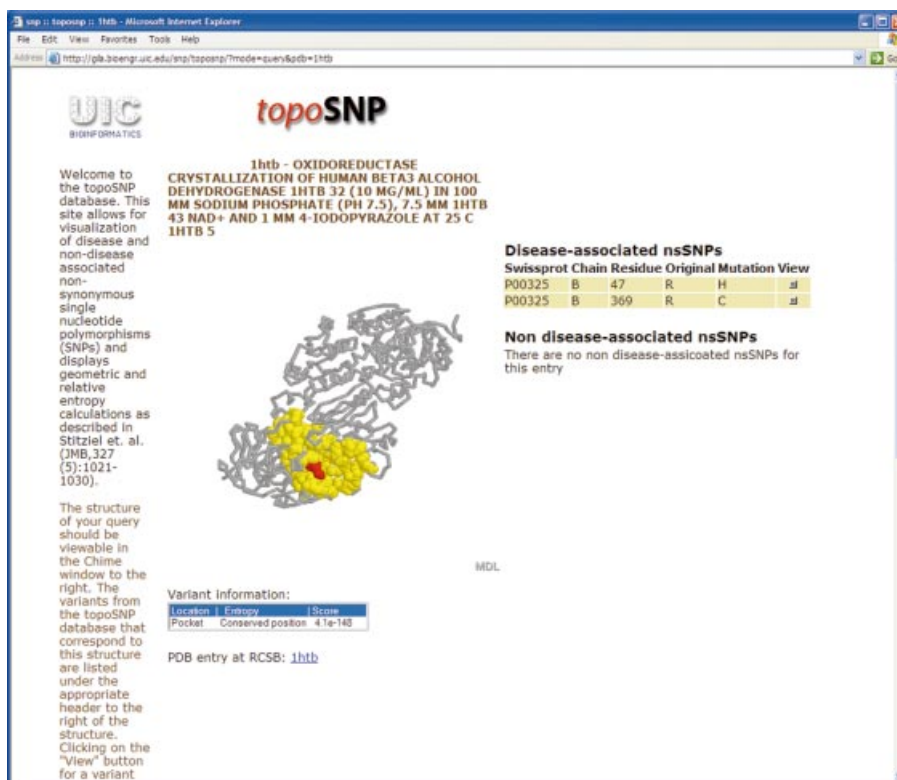 snp :: toposnp :: 1htb - Microsoft Internet Explorer
File Edit View Favorites Tools Help
Address http://gila.bioengr.uic.edu/snp/toposnp/?mode=query&pdb=1htb Go
UIC
BIOINFORMATICS
topoSNP
Welcome to
the topoSNP
database. This
site allows for
visualization
of disease and
non-disease
associated
non-
synonymous
single
nucleotide
polymorphisms
(SNPs) and
displays
geometric and
relative
entropy
calculations as
described in
Stitziel et. al.
(JMB,327
(5):1021-
1030).
The structure
of your query
should be
viewable in
the Chime
window to the
right. The
variants from
the topoSNP
database that
correspond to
this structure
are listed
under the
appropriate
header to the
right of the
structure.
Clicking on the
"View" button
for a variant
1htb - OXIDOREDUCTASE
CRYSTALLIZATION OF HUMAN BETA3 ALCOHOL
DEHYDROGENASE 1HTB 32 (10 MG/ML) IN 100
MM SODIUM PHOSPHATE (PH 7.5), 7.5 MM 1HTB
43 NAD+ AND 1 MM 4-IODOPYRAZOLE AT 25 C
1HTB 5
MDL
Variant information:
Location | Entropy | Score
Pocket Conserved position 4.1e-148
PDB entry at RCSB: 1htb
Disease-associated nsSNPs
Swissprot Chain Residue Original Mutation View
P00325 B 47 R H
P00325 B 369 R C
Non disease-associated nsSNPs
There are no non disease-assicoated nsSNPs for
this entry